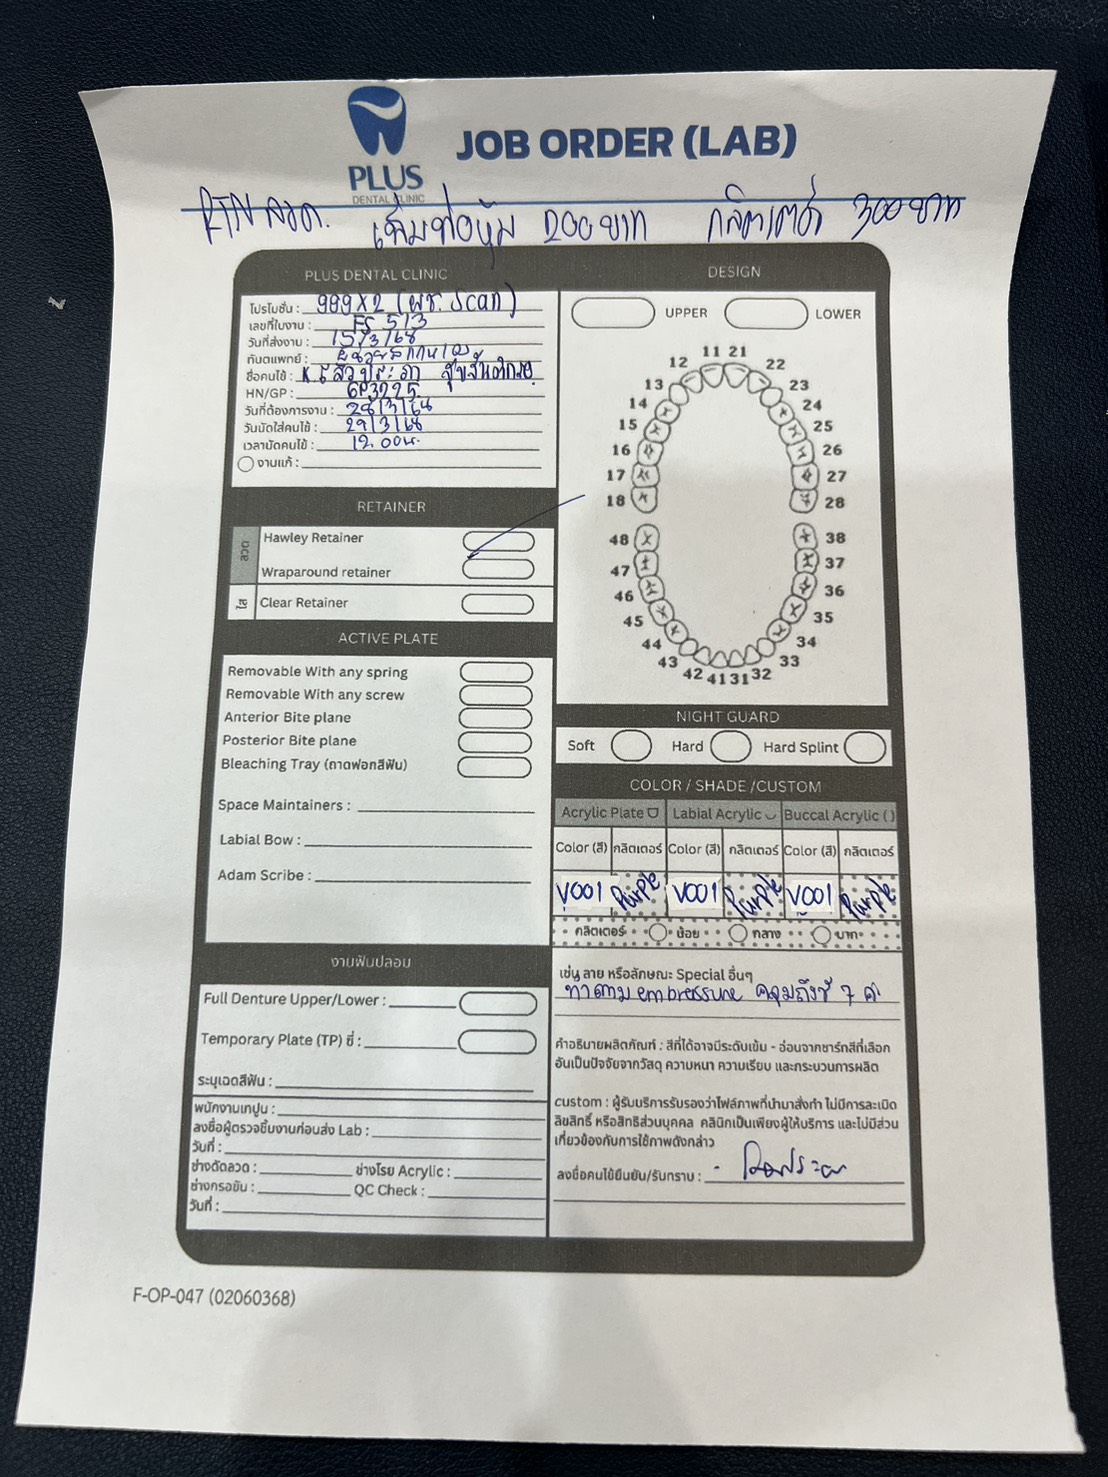 PLUS
DENTAL CLINIC
JOB ORDER (LAB)
RTN ลวด. 200 บาท 300 บาท
PLUS DENTAL CLINIC
โปรโมชั่น : 999 x 2 (ผช. Scan)
เลขที่ใบงาน : FS 513
วันที่ส่งงาน : 15/3/68
ทันตแพทย์ :
ชื่อคนไข้ :
HN/GP : GP3225
วันที่ต้องการงาน : 28/3/68
วันนัดใส่คนไข้ : 29/3/68
เวลานัดคนไข้ : 12.00น.
งานแก้ :
DESIGN
UPPER LOWER
11 21
12 22
13 23
14 24
15 25
16 26
17 27
18 28
48 38
47 37
46 36
45 35
44 34
43 33
42 41 31 32
RETAINER
ลวด
Hawley Retainer
Wraparound retainer
ใส
Clear Retainer
ACTIVE PLATE
Removable With any spring
Removable With any screw
Anterior Bite plane
Posterior Bite plane
Bleaching Tray (ถาดฟอกสีฟัน)
Space Maintainers :
Labial Bow :
Adam Scribe :
NIGHT GUARD
Soft Hard Hard Splint
COLOR / SHADE /CUSTOM
Acrylic Plate Labial Acrylic Buccal Acrylic ( )
Color (สี) กลิตเตอร์ Color (สี) กลิตเตอร์ Color (สี) กลิตเตอร์
V001 Purple V001 Purple V001 Purple
กลิตเตอร์ น้อย กลาง มาก
เช่น ลาย หรือลักษณะ Special อื่นๆ
ทำตาม embressure คลุมถึงซี่ 7 ค่ะ
คำอธิบายผลิตภัณฑ์ : สีที่ได้อาจมีระดับเข้ม - อ่อนจากชาร์ทสีที่เลือก
อันเป็นปัจจัยจากวัสดุ ความหนา ความเรียบ และกระบวนการผลิต
custom : ผู้รับบริการรับรองว่าไฟล์ภาพที่นำมาสั่งทำ ไม่มีการละเมิด
ลิขสิทธิ์ หรือสิทธิส่วนบุคคล คลินิกเป็นเพียงผู้ให้บริการ และไม่มีส่วน
เกี่ยวข้องกับการใช้ภาพดังกล่าว
ลงชื่อคนไข้ยืนยัน/รับทราบ :
งานฟันปลอม
Full Denture Upper/Lower :
Temporary Plate (TP) ซี่ :
ระบุเฉดสีฟัน :
พนักงานเทปูน :
ลงชื่อผู้ตรวจชิ้นงานก่อนส่ง Lab :
วันที่ :
ช่างดัดลวด : ช่างโรย Acrylic :
ช่างกรอขัน : QC Check :
วันที่ :
F-OP-047 (02060368)